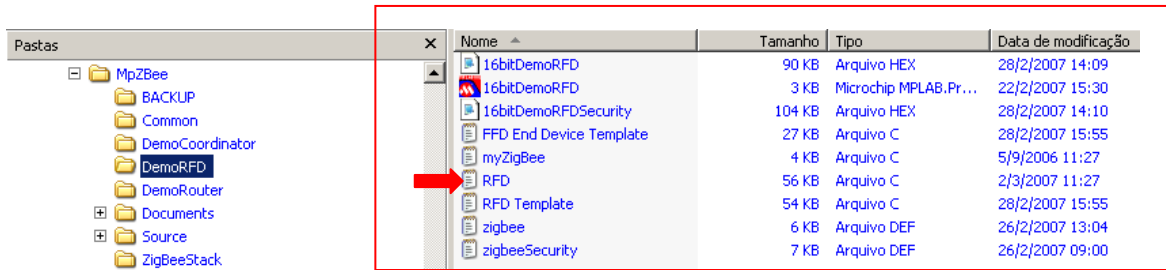 Pastas ×
MpZBee
BACKUP
Common
DemoCoordinator
DemoRFD
DemoRouter
Documents
Source
ZigBeeStack
Nome Tamanho Tipo Data de modificação
16bitDemoRFD 90 KB Arquivo HEX 28/2/2007 14:09
16bitDemoRFD 3 KB Microchip MPLAB.Pr... 22/2/2007 15:30
16bitDemoRFDSecurity 104 KB Arquivo HEX 28/2/2007 14:10
FFD End Device Template 27 KB Arquivo C 28/2/2007 15:55
myZigBee 4 KB Arquivo C 5/9/2006 11:27
RFD 56 KB Arquivo C 2/3/2007 11:27
RFD Template 54 KB Arquivo C 28/2/2007 15:55
zigbee 6 KB Arquivo DEF 26/2/2007 13:04
zigbeeSecurity 7 KB Arquivo DEF 26/2/2007 09:00